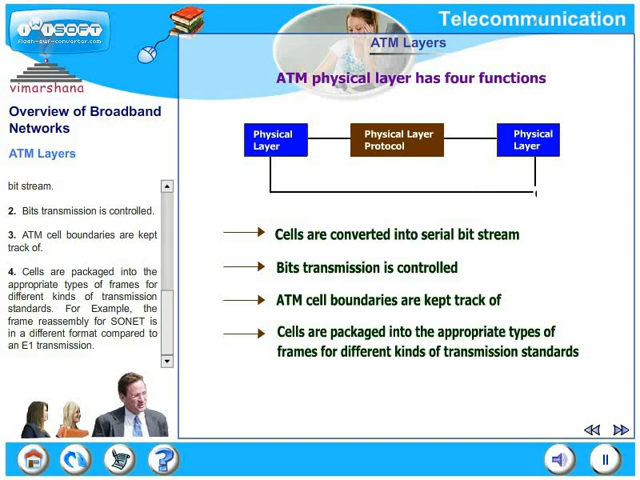 iWiSOFT
flash-swf-converter.com
Telecommunication
vimarshana
ATM Layers
ATM physical layer has four functions
Overview of Broadband
Networks
ATM Layers
Physical
Layer
Physical Layer
Protocol
Physical
Layer
bit stream.
2. Bits transmission is controlled.
3. ATM cell boundaries are kept
track of.
4. Cells are packaged into the
appropriate types of frames for
different kinds of transmission
standards. For Example, the
frame reassembly for SONET is
in a different format compared to
an E1 transmission.
Cells are converted into serial bit stream
Bits transmission is controlled
ATM cell boundaries are kept track of
Cells are packaged into the appropriate types of
frames for different kinds of transmission standards